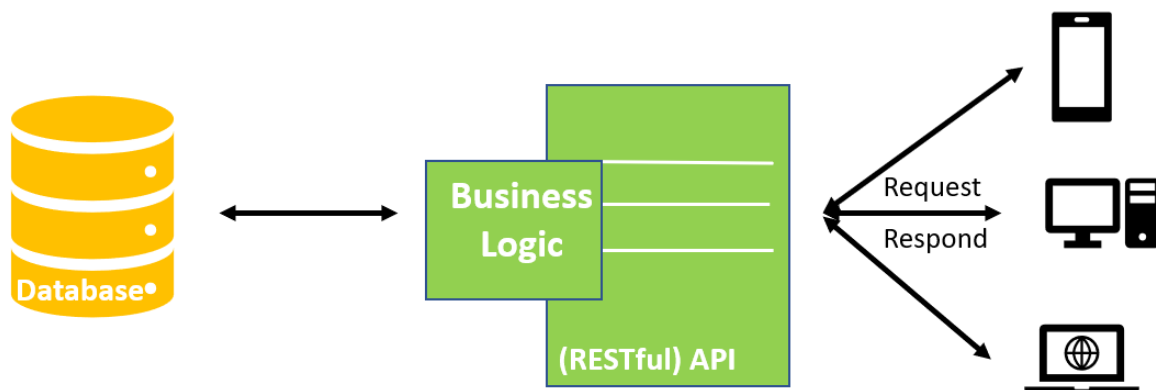 Database
Business
Logic
(RESTful) API
Request
Respond